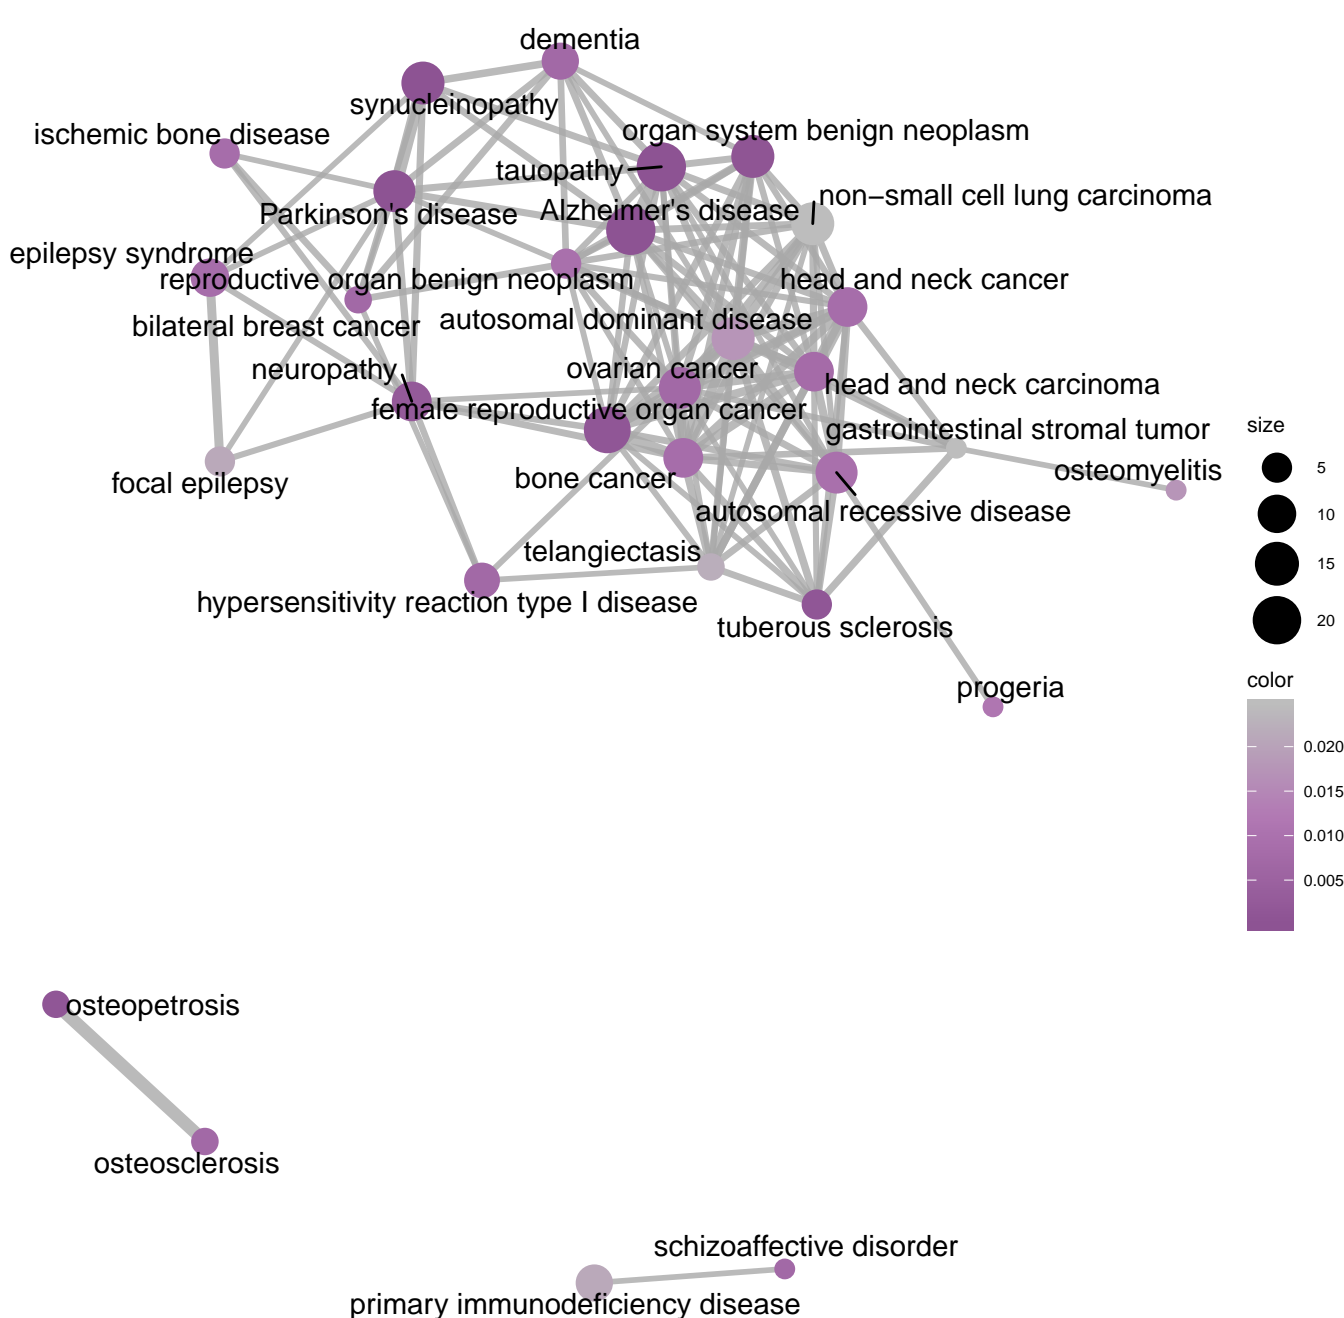 dementia
synucleinopathy
ischemic bone disease
organ system benign neoplasm
tauopathy
non−small cell lung carcinoma
Parkinson's disease
Alzheimer's disease
epilepsy syndrome
reproductive organ benign neoplasm
head and neck cancer
bilateral breast cancer
autosomal dominant disease
neuropathy
ovarian cancer
head and neck carcinoma
female reproductive organ cancer
gastrointestinal stromal tumor
osteomyelitis
focal epilepsy
bone cancer
autosomal recessive disease
telangiectasis
hypersensitivity reaction type I disease
tuberous sclerosis
progeria
size
5
10
15
20
color
0.020
0.015
0.010
0.005
osteopetrosis
osteosclerosis
schizoaffective disorder
primary immunodeficiency disease